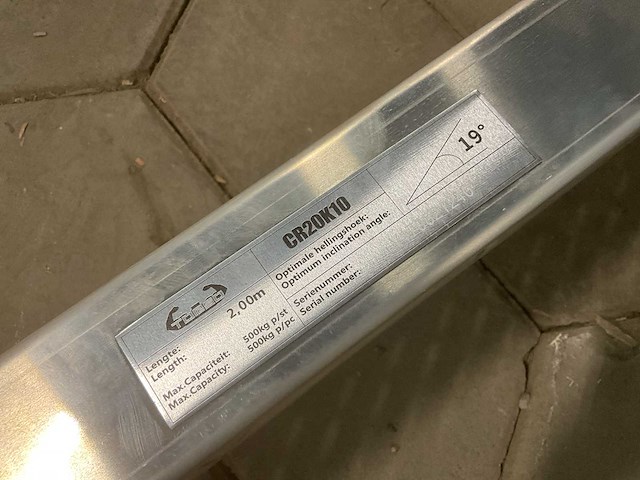 CR20K10
19°
Optimale hellingshoek:
Optimum inclination angle:
Lengte: 2,00m
Length:
Serienummer:
Serial number:
Max.Capaciteit: 500kg p/st
Max.Capacity: 500kg p/pc